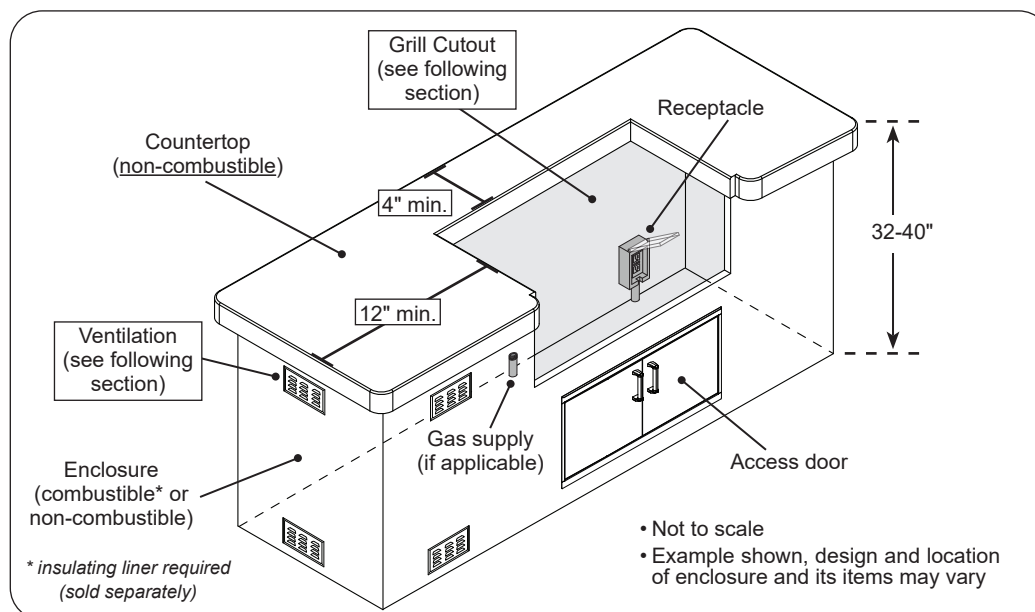 Grill Cutout
(see following
section)
Receptacle
Countertop
(non-combustible)
4" min.
32-40"
12" min.
Ventilation
(see following
section)
Gas supply
(if applicable)
Access door
Enclosure
(combustible* or
non-combustible)
* insulating liner required
(sold separately)
• Not to scale
• Example shown, design and location
of enclosure and its items may vary